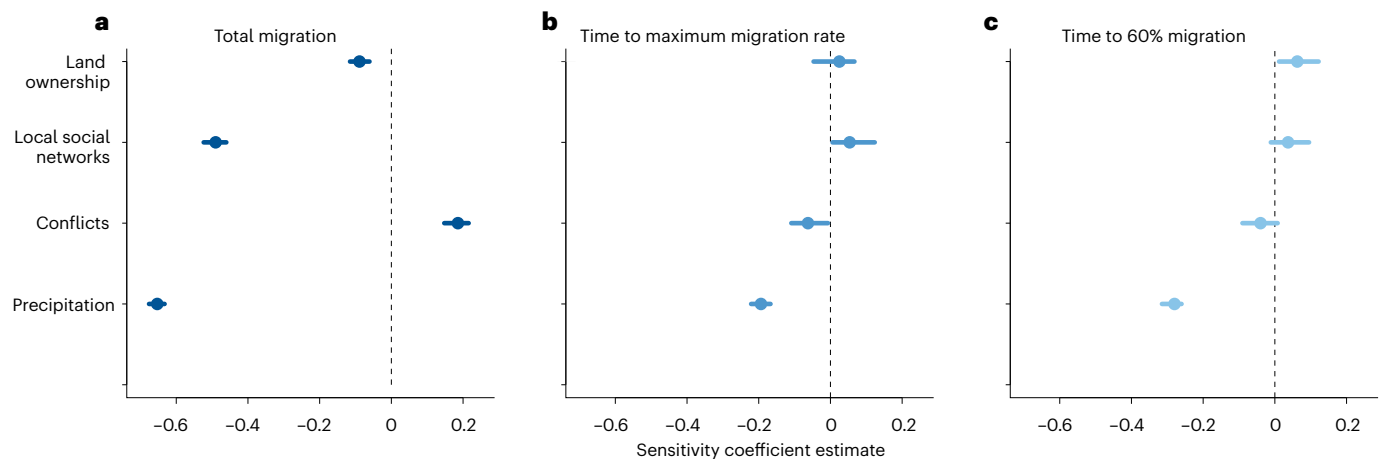 a
Total migration
Land
ownership
Local social
networks
Conflicts
Precipitation
−0.6 −0.4 −0.2 0 0.2
b
Time to maximum migration rate
−0.6 −0.4 −0.2 0 0.2
Sensitivity coefficient estimate
c
Time to 60% migration
−0.6 −0.4 −0.2 0 0.2